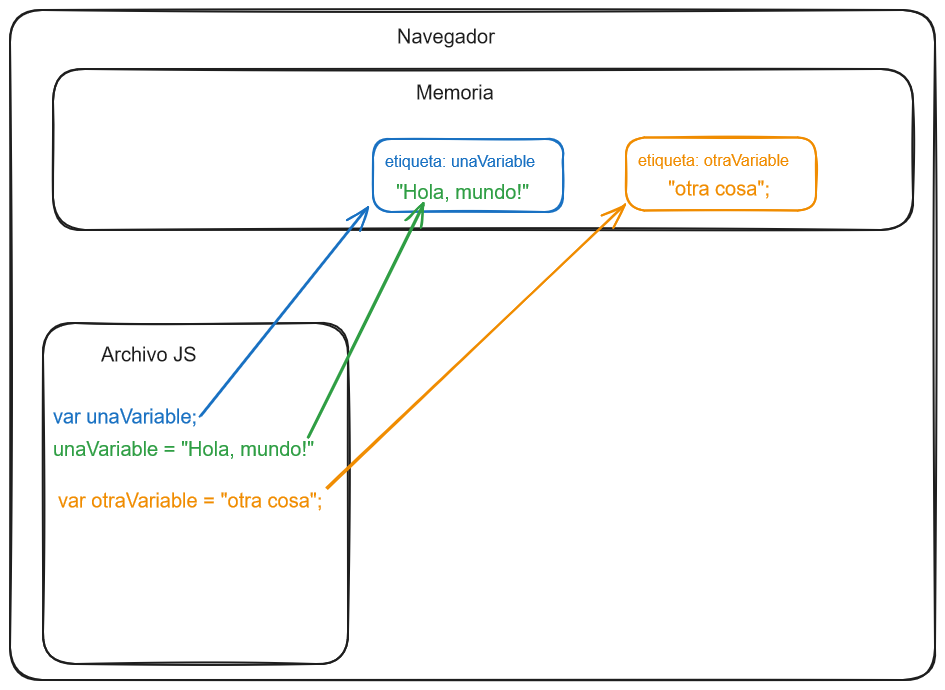 Navegador
Memoria
etiqueta: unaVariable
"Hola, mundo!"
etiqueta: otraVariable
"otra cosa";
Archivo JS
var unaVariable;
unaVariable = "Hola, mundo!"
var otraVariable = "otra cosa";